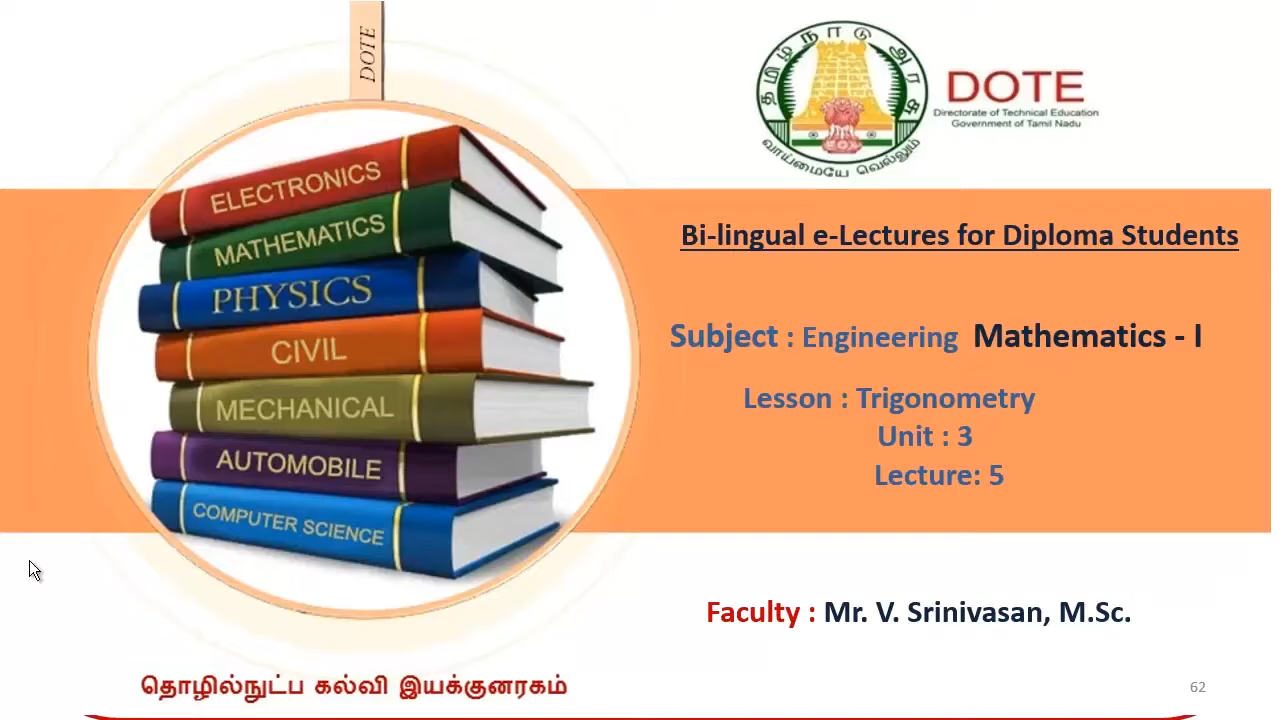 DOTE
தமிழ்நாடு அரசு
வாய்மையே வெல்லும்
DOTE
Directorate of Technical Education
Government of Tamil Nadu
ELECTRONICS
MATHEMATICS
PHYSICS
CIVIL
MECHANICAL
AUTOMOBILE
COMPUTER SCIENCE
Bi-lingual e-Lectures for Diploma Students
Subject : Engineering Mathematics - I
Lesson : Trigonometry
Unit : 3
Lecture: 5
Faculty : Mr. V. Srinivasan, M.Sc.
தொழில்நுட்ப கல்வி இயக்குனரகம்
62